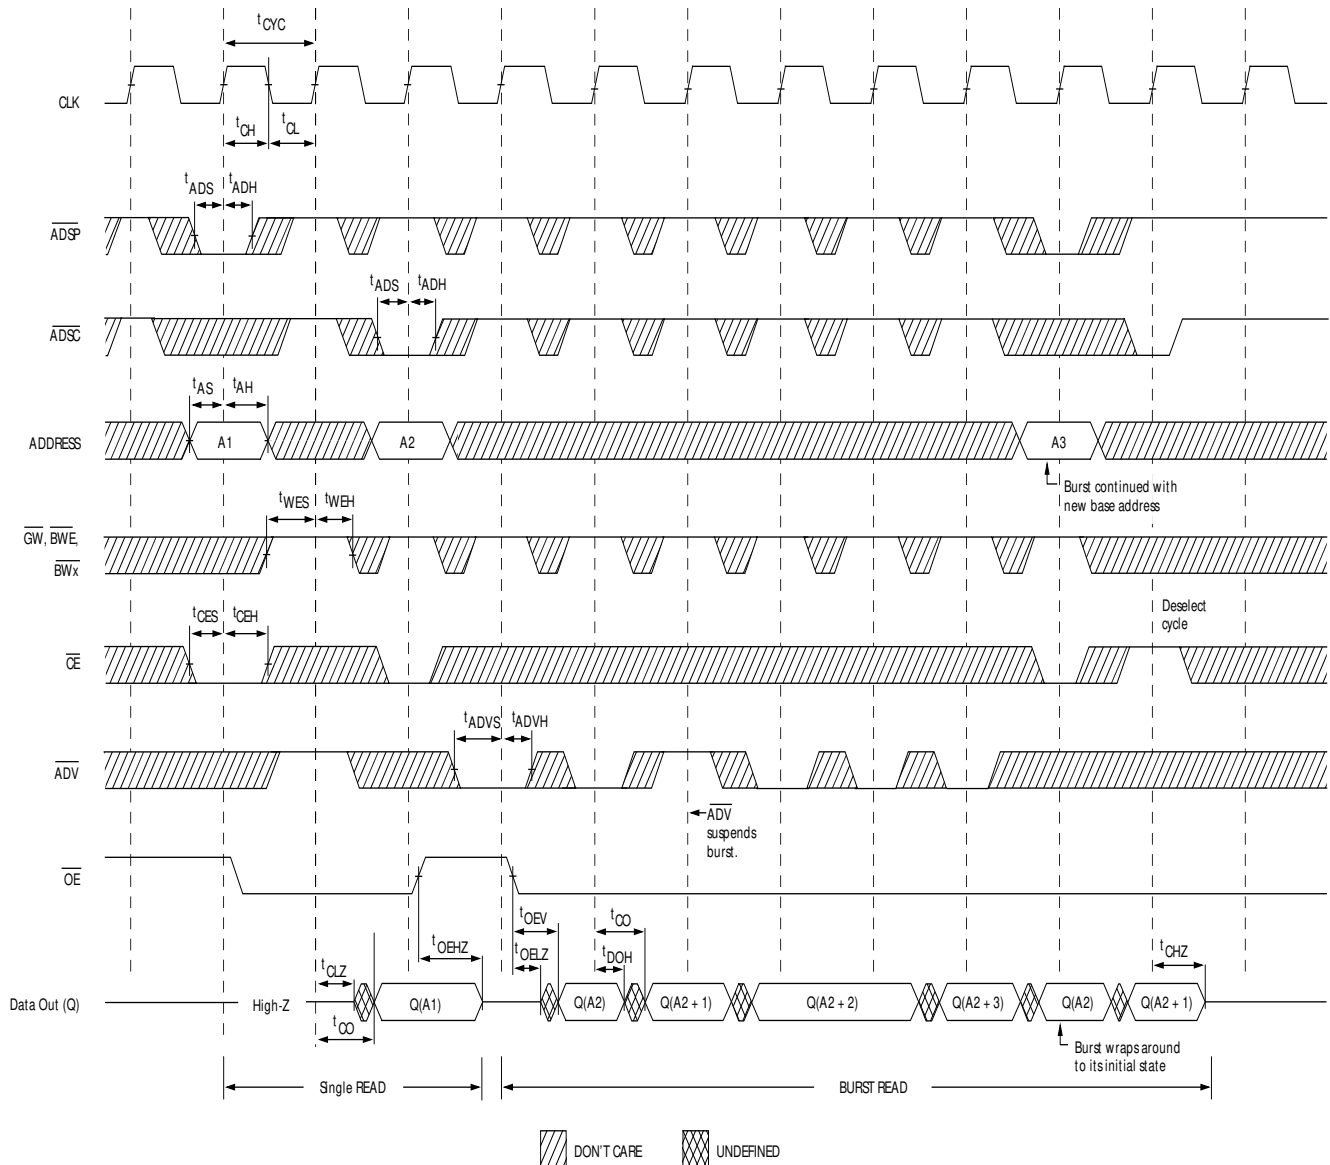 tCYC
CLK
tCH
tCL
tADS
tADH
ADSP
tADS
tADH
ADSC
tAS
tAH
ADDRESS
A1
A2
A3
Burst continued with
new base address
tWES
tWEH
GW, BWE,
BWx
tCES
tCEH
Deselect
cycle
CE
tADVS
tADVH
ADV
ADV
suspends
burst.
OE
tOEV
tCO
tOEHZ
tOELZ
tDOH
tCHZ
tCLZ
Data Out (Q)
High-Z
Q(A1)
Q(A2)
Q(A2 + 1)
Q(A2 + 2)
Q(A2 + 3)
Q(A2)
Q(A2 + 1)
tCO
Burst wraps around
to its initial state
Single READ
BURST READ
DON'T CARE
UNDEFINED